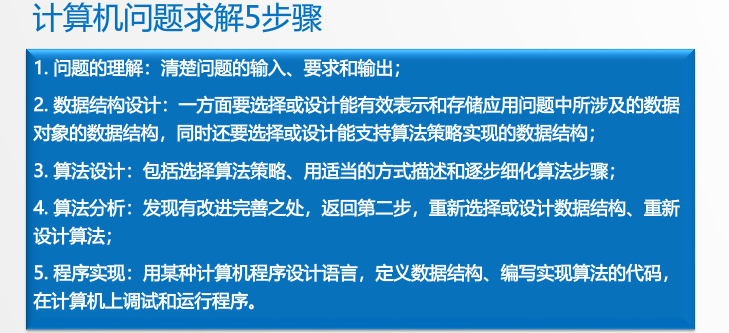 计算机问题求解5步骤
1. 问题的理解：清楚问题的输入、要求和输出；
2. 数据结构设计：一方面要选择或设计能有效表示和存储应用问题中所涉及的数据
对象的数据结构，同时还要选择或设计能支持算法策略实现的数据结构；
3. 算法设计：包括选择算法策略、用适当的方式描述和逐步细化算法步骤；
4. 算法分析：发现有改进完善之处，返回第二步，重新选择或设计数据结构、重新
设计算法；
5. 程序实现：用某种计算机程序设计语言，定义数据结构、编写实现算法的代码，
在计算机上调试和运行程序。